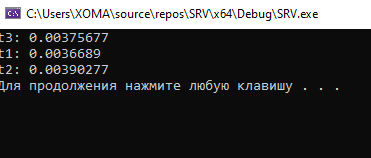 C:\Users\XOMA\source\repos\SRV\x64\Debug\SRV.exe
t3: 0.00375677
t1: 0.0036689
t2: 0.00390277
Для продолжения нажмите любую клавишу . . .